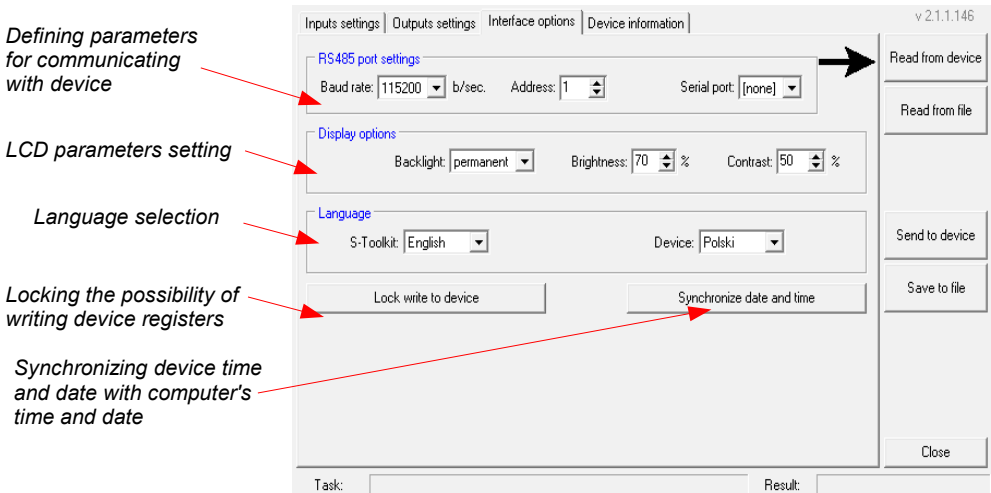 Defining parameters
for communicating
with device
LCD parameters setting
Language selection
Locking the possibility of
writing device registers
Synchronizing device time
and date with computer's
time and date
Inputs settings Outputs settings Interface options Device information
v 2.1.1.146
RS485 port settings
Baud rate: 115200 b/sec. Address: 1 Serial port: [none]
Display options
Backlight: permanent Brightness: 70 % Contrast: 50 %
Language
S-Toolkit: English Device: Polski
Lock write to device Synchronize date and time
Read from device
Read from file
Send to device
Save to file
Close
Task: Result: